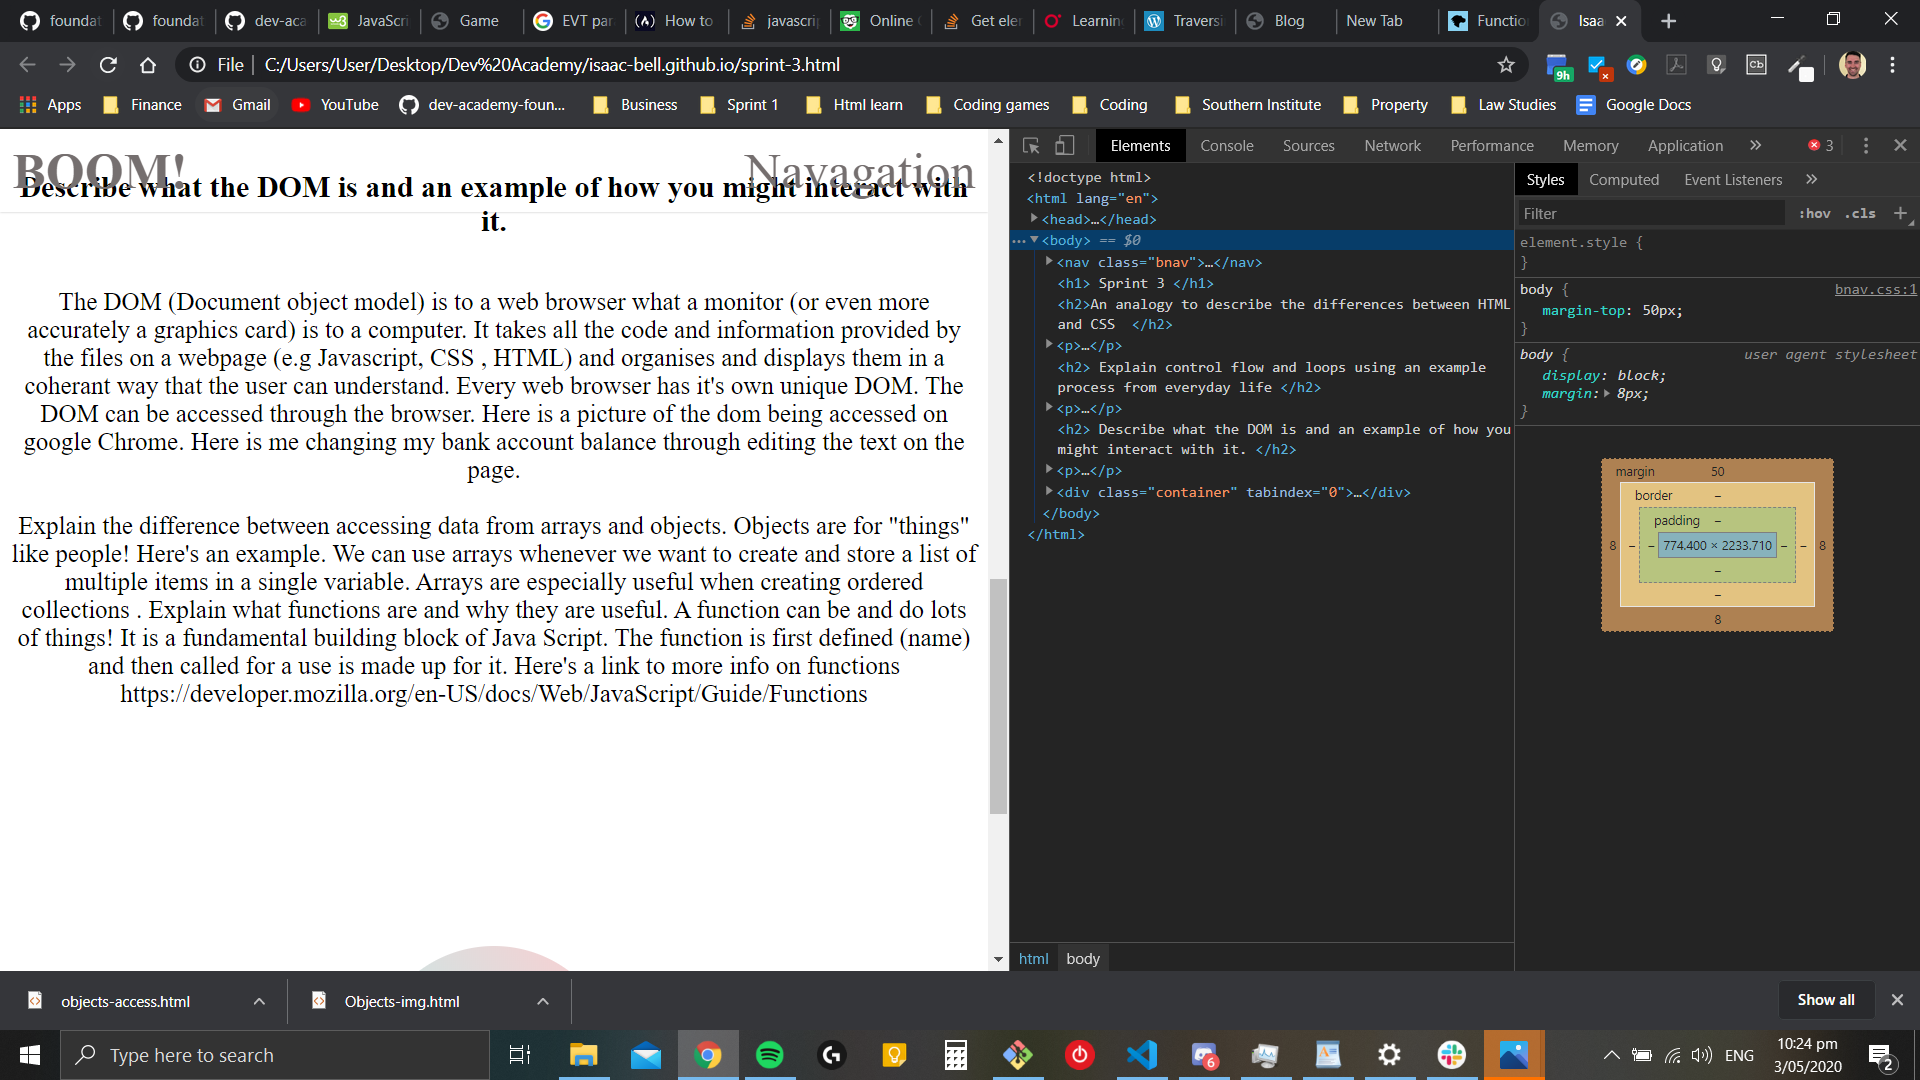 foundat
foundat
dev-aca
JavaScri
Game
EVT par
How to
javascrip
Online
Get eler
Learning
Traversi
Blog
New Tab
Functio
Isaa
File
C:/Users/User/Desktop/Dev%20Academy/isaac-bell.github.io/sprint-3.html
9h
Cb
Apps
Finance
Gmail
YouTube
dev-academy-foun...
Business
Sprint 1
Html learn
Coding games
Coding
Southern Institute
Property
Law Studies
Google Docs
BOOM!
Navagation
Describe what the DOM is and an example of how you might interact with
it.
The DOM (Document object model) is to a web browser what a monitor (or even more
accurately a graphics card) is to a computer. It takes all the code and information provided by
the files on a webpage (e.g Javascript, CSS , HTML) and organises and displays them in a
coherant way that the user can understand. Every web browser has it's own unique DOM. The
DOM can be accessed through the browser. Here is a picture of the dom being accessed on
google Chrome. Here is me changing my bank account balance through editing the text on the
page.
Explain the difference between accessing data from arrays and objects. Objects are for "things"
like people! Here's an example. We can use arrays whenever we want to create and store a list of
multiple items in a single variable. Arrays are especially useful when creating ordered
collections . Explain what functions are and why they are useful. A function can be and do lots
of things! It is a fundamental building block of Java Script. The function is first defined (name)
and then called for a use is made up for it. Here's a link to more info on functions
https://developer.mozilla.org/en-US/docs/Web/JavaScript/Guide/Functions
Elements
Console
Sources
Network
Performance
Memory
Application
»
3
<!doctype html>
<html lang="en">
<head>…</head>
<body> == $0
<nav class="bnav">…</nav>
<h1> Sprint 3 </h1>
<h2>An analogy to describe the differences between HTML
and CSS  </h2>
<p>…</p>
<h2> Explain control flow and loops using an example
process from everyday life </h2>
<p>…</p>
<h2> Describe what the DOM is and an example of how you
might interact with it. </h2>
<p>…</p>
<div class="container" tabindex="0">…</div>
</body>
</html>
html
body
Styles
Computed
Event Listeners
»
Filter
:hov
.cls
+
element.style {
}
body {
bnav.css:1
margin-top: 50px;
}
body {
user agent stylesheet
display: block;
margin: 8px;
}
margin
50
border
–
padding
–
8
–
–
774.400 × 2233.710
–
–
8
–
–
8
objects-access.html
Objects-img.html
Show all
Type here to search
6
ENG
10:24 pm
3/05/2020
2